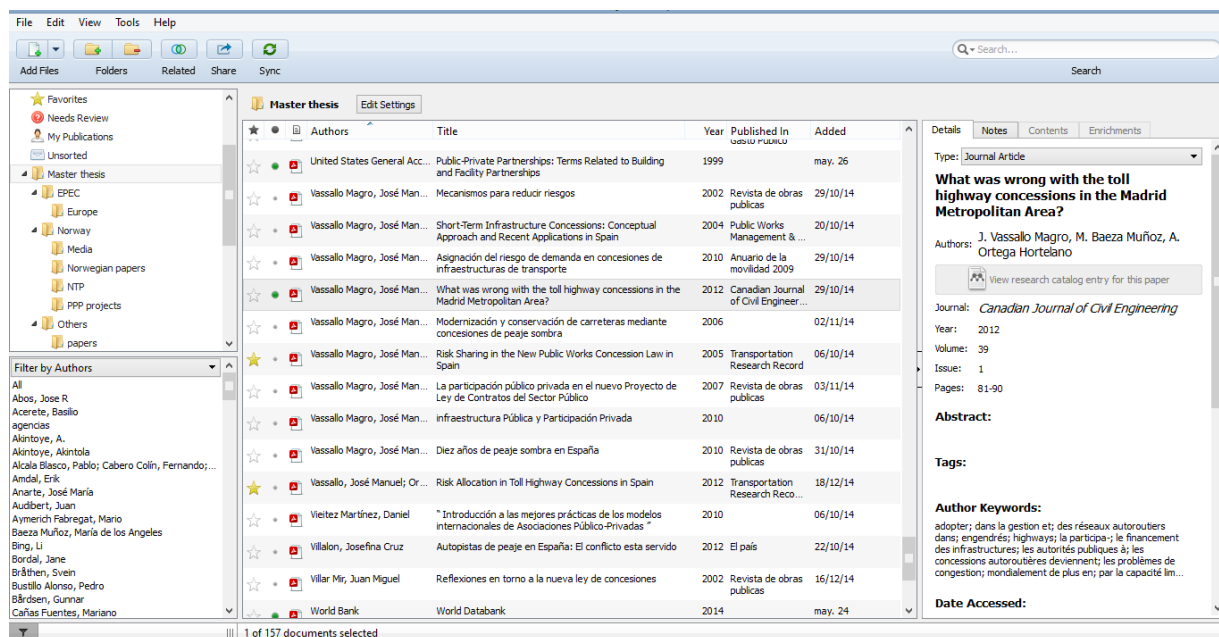 File Edit View Tools Help
Search...
Add Files Folders Related Share Sync Search
Favorites
Needs Review
My Publications
Unsorted
Master thesis
EPEC
Europe
Norway
Media
Norwegian papers
NTP
PPP projects
Others
papers
Filter by Authors
All
Abos, Jose R
Acerete, Basilio
agencias
Akintoye, A.
Akintoye, Akintola
Alcala Blasco, Pablo; Cabero Colín, Fernando;...
Amdal, Erik
Anarte, José María
Audibert, Juan
Aymerich Fabregat, Mario
Baeza Muñoz, María de los Angeles
Bing, Li
Bordal, Jane
Bråthen, Svein
Bustillo Alonso, Pedro
Bårdsen, Gunnar
Cañas Fuentes, Mariano
Master thesis Edit Settings
Authors Title Year Published In Added
Gasto Publico
United States General Acc... Public-Private Partnerships: Terms Related to Building 1999 may. 26
and Facility Partnerships
Vassallo Magro, José Man... Mecanismos para reducir riesgos 2002 Revista de obras 29/10/14
publicas
Vassallo Magro, José Man... Short-Term Infrastructure Concessions: Conceptual 2004 Public Works 20/10/14
Approach and Recent Applications in Spain Management & ...
Vassallo Magro, José Man... Asignación del riesgo de demanda en concesiones de 2010 Anuario de la 29/10/14
infraestructuras de transporte movilidad 2009
Vassallo Magro, José Man... What was wrong with the toll highway concessions in the 2012 Canadian Journal 29/10/14
Madrid Metropolitan Area? of Civil Engineer...
Vassallo Magro, José Man... Modernización y conservación de carreteras mediante 2006 02/11/14
concesiones de peaje sombra
Vassallo Magro, José Man... Risk Sharing in the New Public Works Concession Law in 2005 Transportation 06/10/14
Spain Research Record
Vassallo Magro, José Man... La participación público privada en el nuevo Proyecto de 2007 Revista de obras 03/11/14
Ley de Contratos del Sector Público publicas
Vassallo Magro, José Man... infraestructura Pública y Participación Privada 2010 06/10/14
Vassallo Magro, José Man... Diez años de peaje sombra en España 2010 Revista de obras 31/10/14
publicas
Vassallo, José Manuel; Or... Risk Allocation in Toll Highway Concessions in Spain 2012 Transportation 18/12/14
Research Reco...
Vieitez Martínez, Daniel " Introducción a las mejores prácticas de los modelos 2010 06/10/14
internacionales de Asociaciones Público-Privadas "
Villalon, Josefina Cruz Autopistas de peaje en España: El conflicto esta servido 2012 El país 22/10/14
Villar Mir, Juan Miguel Reflexiones en torno a la nueva ley de concesiones 2002 Revista de obras 16/12/14
publicas
World Bank World Databank 2014 may. 24
1 of 157 documents selected
Details Notes Contents Enrichments
Type: Journal Article
What was wrong with the toll
highway concessions in the Madrid
Metropolitan Area?
Authors: J. Vassallo Magro, M. Baeza Muñoz, A.
Ortega Hortelano
View research catalog entry for this paper
Journal: Canadian Journal of Civil Engineering
Year: 2012
Volume: 39
Issue: 1
Pages: 81-90
Abstract:
Tags:
Author Keywords:
adopter; dans la gestion et; des réseaux autoroutiers
dans; engendrés; highways; la participa-; le financement
des infrastructures; les autorités publiques à; les
concessions autoroutières deviennent; les problèmes de
congestion; mondialement de plus en; par la capacité lim...
Date Accessed: